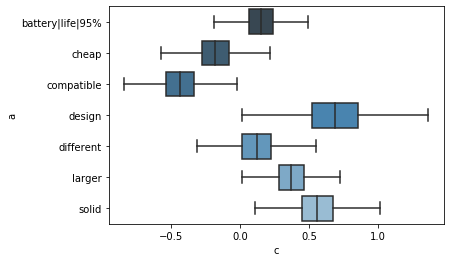 battery|life|95%
cheap
compatible
design
different
larger
solid
a
−0.5
0.0
0.5
1.0
c